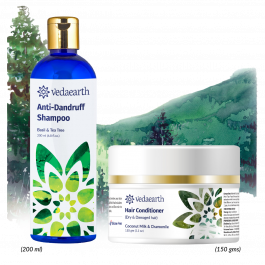 vedaearth
Anti-Dandruff
Shampoo
Basil & Tea Tree
vedaearth
Hair Conditioner
(Dry & Damaged hair)
Coconut Milk & Chamomile
(200 ml)
(150 gms)